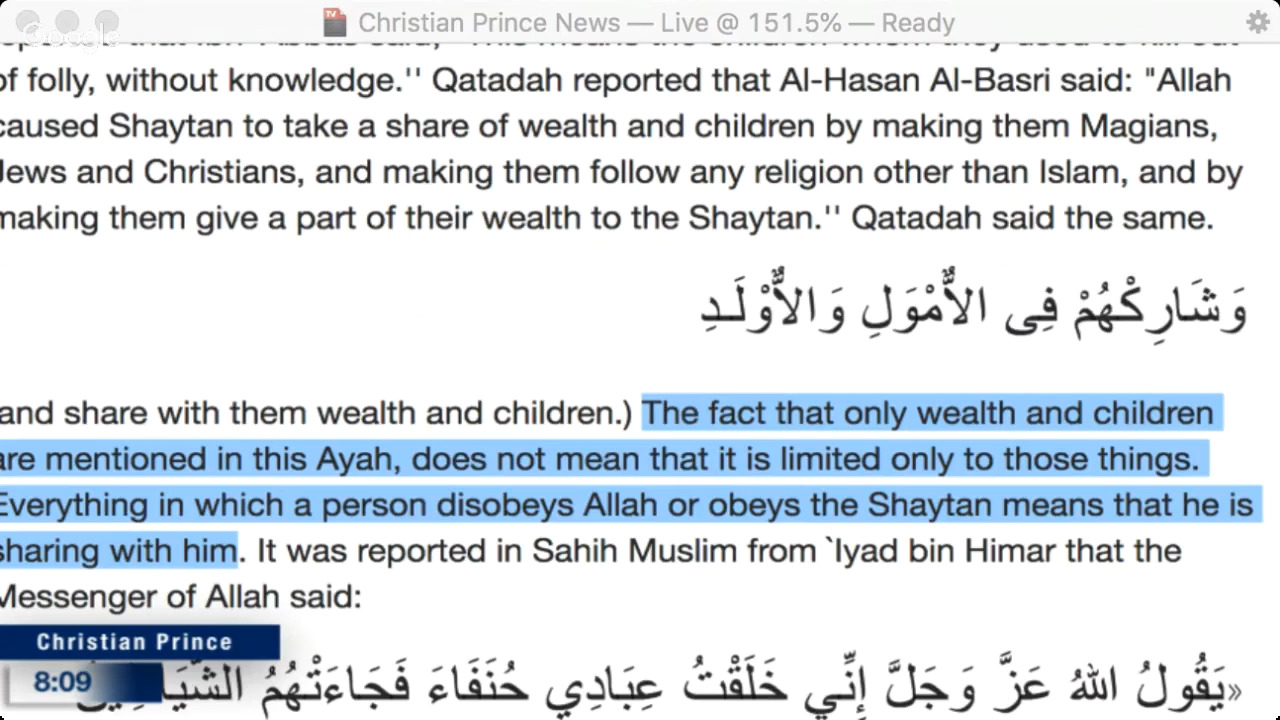 Christian Prince News — Live @ 151.5% — Ready
Google
of folly, without knowledge.'' Qatadah reported that Al-Hasan Al-Basri said: "Allah
caused Shaytan to take a share of wealth and children by making them Magians,
Jews and Christians, and making them follow any religion other than Islam, and by
making them give a part of their wealth to the Shaytan.'' Qatadah said the same.
وَشَارِكْهُمْ فِى الاٌّمْوَلِ وَالاٌّوْلَـدِ
(and share with them wealth and children.) The fact that only wealth and children
are mentioned in this Ayah, does not mean that it is limited only to those things.
Everything in which a person disobeys Allah or obeys the Shaytan means that he is
sharing with him. It was reported in Sahih Muslim from `Iyad bin Himar that the
Messenger of Allah said:
Christian Prince
8:09
«يَقُولُ اللهُ عَزَّ وَجَلَّ إِنِّي خَلَقْتُ عِبَادِي حُنَفَاءَ فَجَاءَتْهُمُ